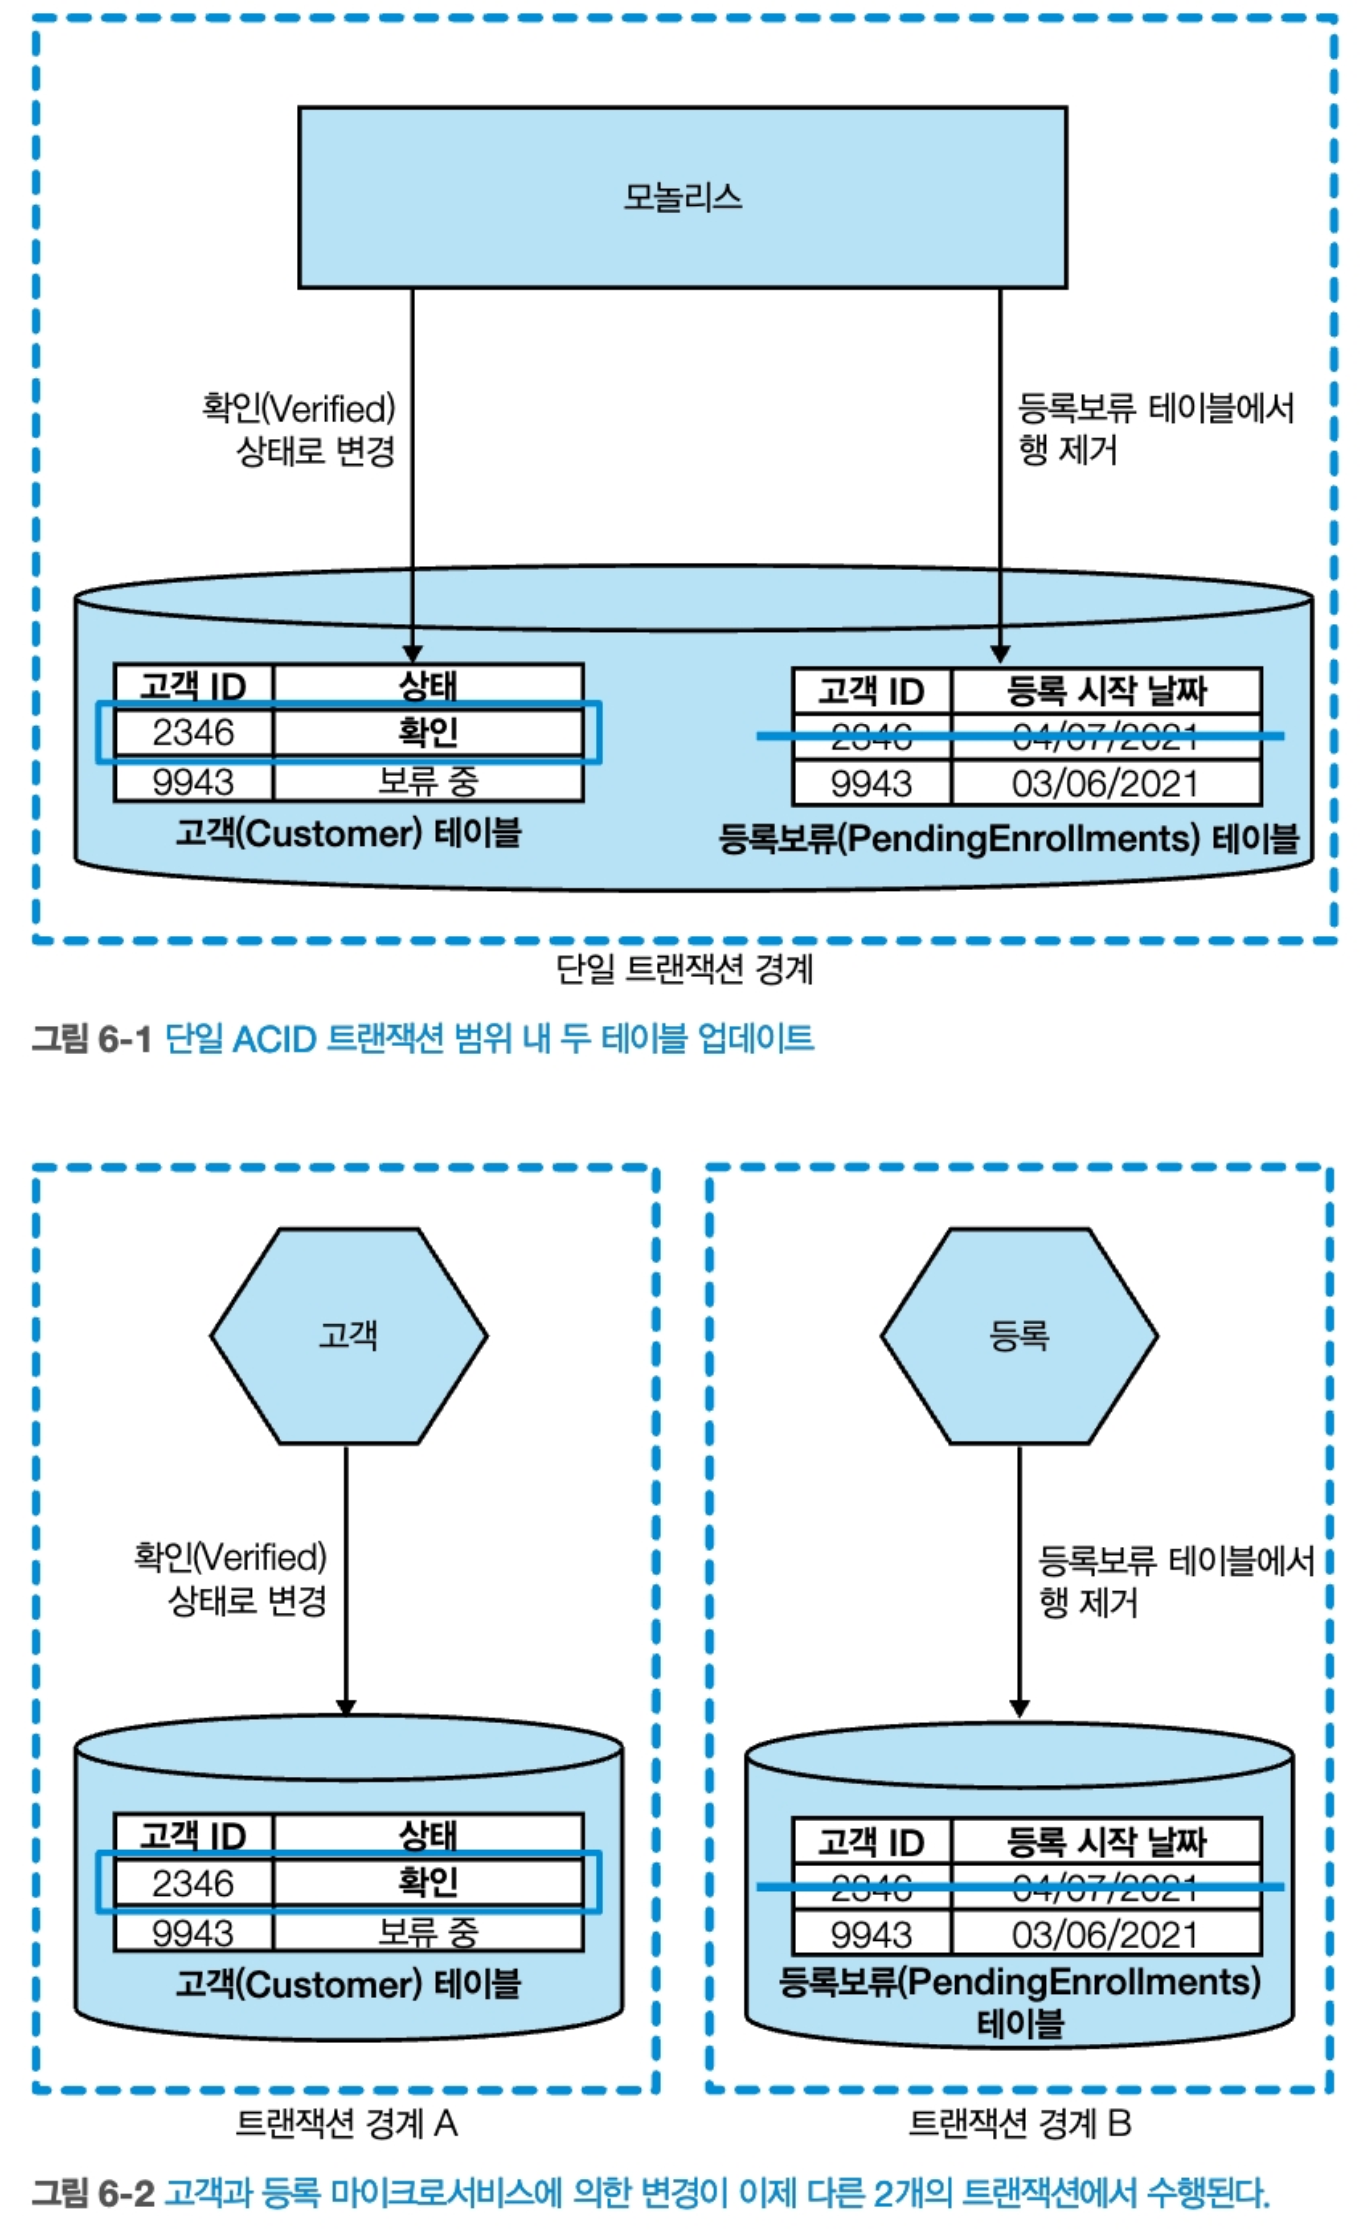 모놀리스
확인(Verified)
상태로 변경
등록보류 테이블에서
행 제거
고객 ID 상태
2346 확인
9943 보류 중
고객(Customer) 테이블
고객 ID 등록 시작 날짜
2346 04/07/2021
9943 03/06/2021
등록보류(PendingEnrollments) 테이블
단일 트랜잭션 경계
그림 6-1 단일 ACID 트랜잭션 범위 내 두 테이블 업데이트
고객
확인(Verified)
상태로 변경
고객 ID 상태
2346 확인
9943 보류 중
고객(Customer) 테이블
트랜잭션 경계 A
등록
등록보류 테이블에서
행 제거
고객 ID 등록 시작 날짜
2346 04/07/2021
9943 03/06/2021
등록보류(PendingEnrollments)
테이블
트랜잭션 경계 B
그림 6-2 고객과 등록 마이크로서비스에 의한 변경이 이제 다른 2개의 트랜잭션에서 수행된다.